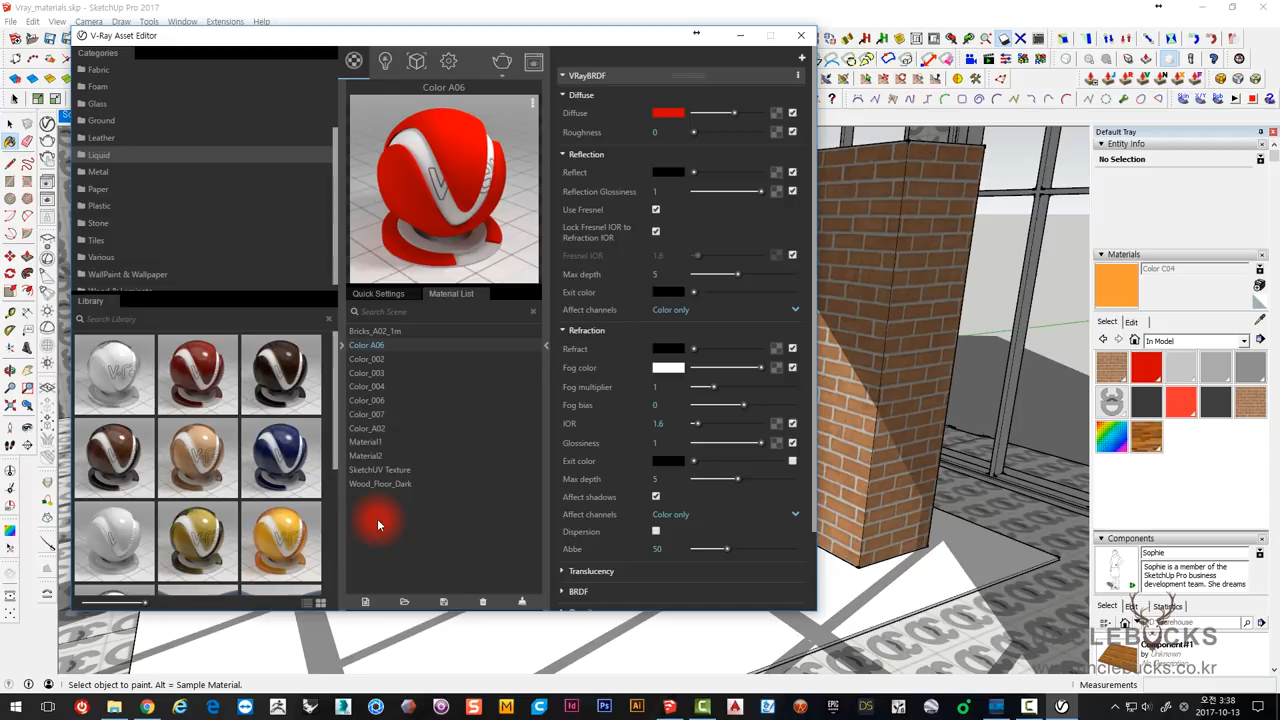 Vray_materials.skp - SketchUp Pro 2017
File Edit View Camera Draw Tools Window Extensions Help
V-Ray Asset Editor
Categories
Fabric
Foam
Glass
Ground
Leather
Liquid
Metal
Paper
Plastic
Stone
Tiles
Various
WallPaint & Wallpaper
Library
Search Library
Color A06
Quick Settings Material List
Search Scene
Bricks_A02_1m
Color A06
Color_002
Color_003
Color_004
Color_006
Color_007
Color_A02
Material1
Material2
SketchUV Texture
Wood_Floor_Dark
VRayBRDF
Diffuse
Diffuse
Roughness 0
Reflection
Reflect
Reflection Glossiness 1
Use Fresnel
Lock Fresnel IOR to
Refraction IOR
Fresnel IOR 1.6
Max depth 5
Exit color
Affect channels Color only
Refraction
Refract
Fog color
Fog multiplier 1
Fog bias 0
IOR 1.6
Glossiness 1
Exit color
Max depth 5
Affect shadows
Affect channels Color only
Dispersion
Abbe 50
Translucency
BRDF
Default Tray
Entity Info
No Selection
Materials
Color C04
Select Edit
In Model
Components
Sophie
Sophie is a member of the
SketchUp Pro business
development team. She dreams
Select Edit Statistics
Component#1
by Unknown
Select object to paint. Alt = Sample Material.
Measurements
오전 3:38
2017-10-13